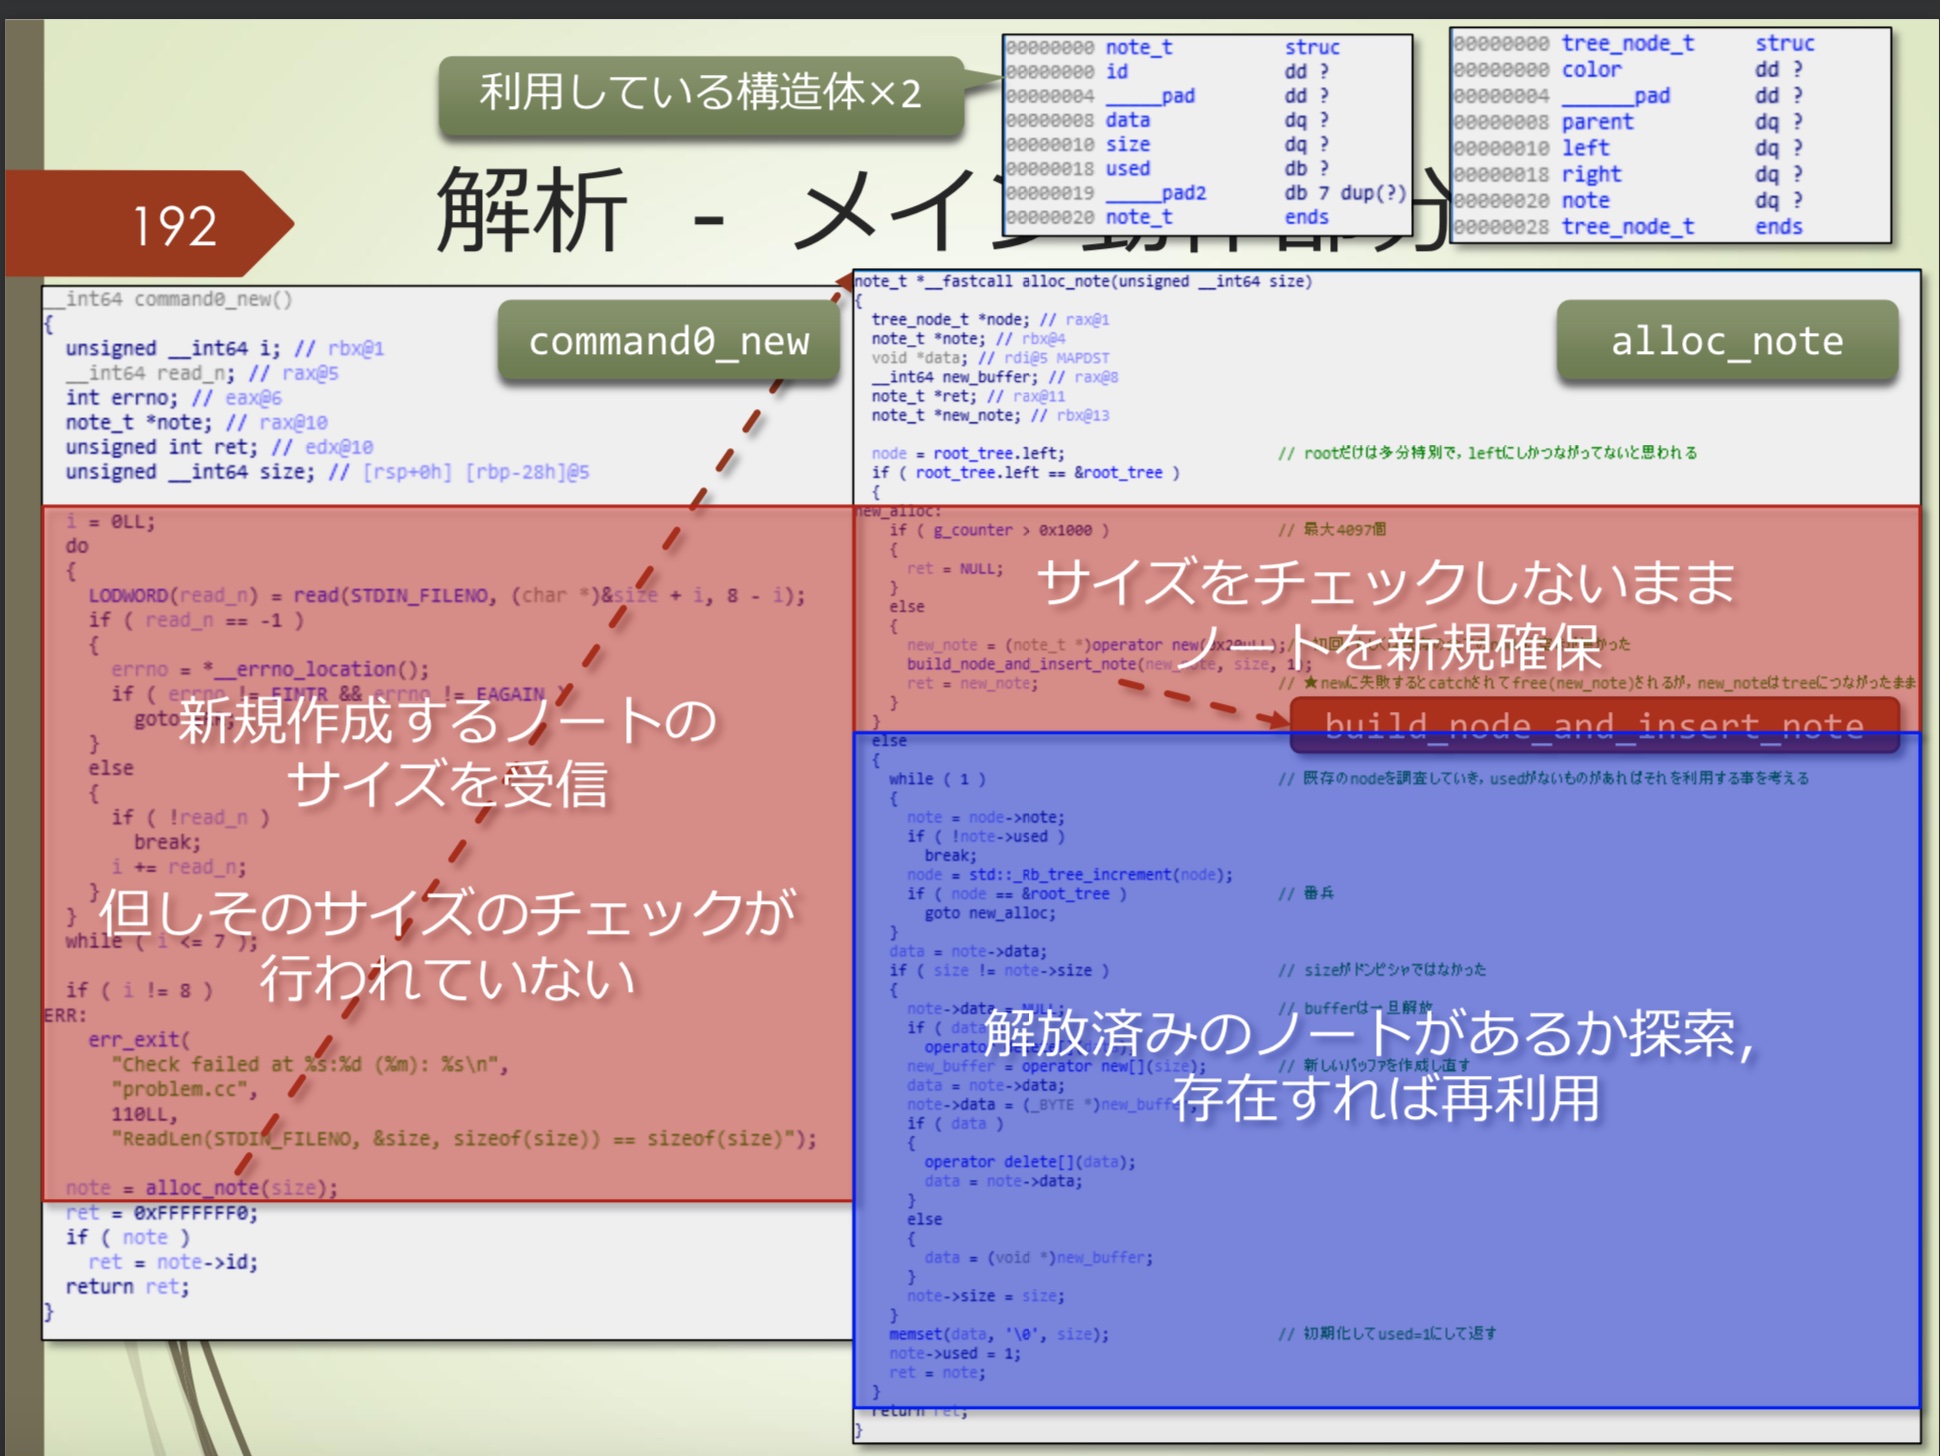 利用している構造体×2
00000000 note_t struc
00000000 id dd ?
00000004 _____pad dd ?
00000008 data dq ?
00000010 size dq ?
00000018 used db ?
00000019 _____pad2 db 7 dup(?)
00000020 note_t ends
00000000 tree_node_t struc
00000000 color dd ?
00000004 ______pad dd ?
00000008 parent dq ?
00000010 left dq ?
00000018 right dq ?
00000020 note dq ?
00000028 tree_node_t ends
192
解析 - メイン動作部分
command0_new
__int64 command0_new()
{
unsigned __int64 i; // rbx@1
__int64 read_n; // rax@5
int errno; // eax@6
note_t *note; // rax@10
unsigned int ret; // edx@10
unsigned __int64 size; // [rsp+0h] [rbp-28h]@5
i = 0LL;
do
{
LODWORD(read_n) = read(STDIN_FILENO, (char *)&size + i, 8 - i);
if ( read_n == -1 )
{
errno = *__errno_location();
if ( errno != EINTR && errno != EAGAIN )
goto
}
else
{
if ( !read_n )
break;
i += read_n;
}
}
while ( i <= 7 );
if ( i != 8 )
ERR:
err_exit(
"Check failed at %s:%d (%m): %s\n",
"problem.cc",
110LL,
"ReadLen(STDIN_FILENO, &size, sizeof(size)) == sizeof(size)");
note = alloc_note(size);
ret = 0xFFFFFFF0;
if ( note )
ret = note->id;
return ret;
}
新規作成するノートの
サイズを受信
但しそのサイズのチェックが
行われていない
alloc_note
note_t *__fastcall alloc_note(unsigned __int64 size)
{
tree_node_t *node; // rax@1
note_t *note; // rbx@4
void *data; // rdi@5 MAPDST
__int64 new_buffer; // rax@8
note_t *ret; // rax@11
note_t *new_note; // rbx@13
node = root_tree.left; // rootだけは多分特別で，leftにしかつながってないと思われる
if ( root_tree.left == &root_tree )
{
new_alloc:
if ( g_counter > 0x1000 ) // 最大4097個
{
ret = NULL;
}
else
{
new_note = (note_t *)operator new(0x20uLL);
build_node_and_insert_note(new_note, size, 1);
ret = new_note; // ★newに失敗するとcatchされてfree(new_note)されるが，new_noteはtreeにつながったまま
}
}
else
{
while ( 1 ) // 既存のnodeを調査していき，usedがないものがあればそれを利用する事を考える
{
note = node->note;
if ( !note->used )
break;
node = std::_Rb_tree_increment(node);
if ( node == &root_tree ) // 番兵
goto new_alloc;
}
data = note->data;
if ( size != note->size ) // sizeがドンピシャではなかった
{
note->data = NULL; // bufferは一旦解放
if ( data
operator delete[](data);
new_buffer = operator new[](size); // 新しいバッファを作成し直す
data = note->data;
note->data = (_BYTE *)new_buffer;
if ( data )
{
operator delete[](data);
data = note->data;
}
else
{
data = (void *)new_buffer;
}
note->size = size;
}
memset(data, '\0', size); // 初期化してused=1にして返す
note->used = 1;
ret = note;
}
return ret;
}
サイズをチェックしないまま
ノートを新規確保
build_node_and_insert_note
解放済みのノートがあるか探索，
存在すれば再利用